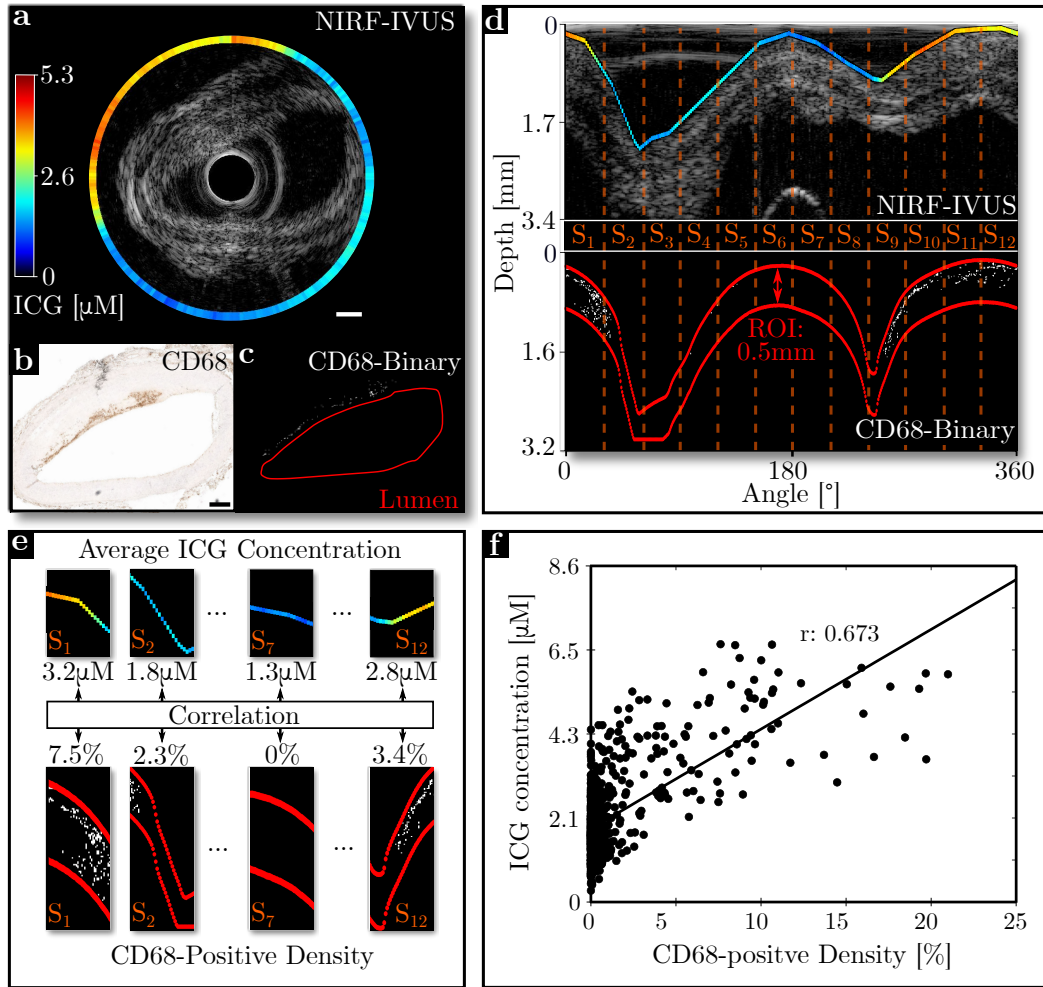 a
NIRF-IVUS
5.3
2.6
0
ICG [µM]
b
CD68
c
CD68-Binary
Lumen
d
0
1.7
3.4
Depth [mm]
NIRF-IVUS
S1 S2 S3 S4 S5 S6 S7 S8 S9 S10 S11 S12
0
1.6
3.2
ROI:
0.5mm
CD68-Binary
0 180 360
Angle [°]
e
Average ICG Concentration
S1 S2 ... S7 ... S12
3.2µM 1.8µM 1.3µM 2.8µM
Correlation
7.5% 2.3% 0% 3.4%
... ...
S1 S2 S7 S12
CD68-Positive Density
f
8.6
6.5
4.3
2.1
0
ICG concentration [µM]
r: 0.673
0 5 10 15 20 25
CD68-positve Density [%]